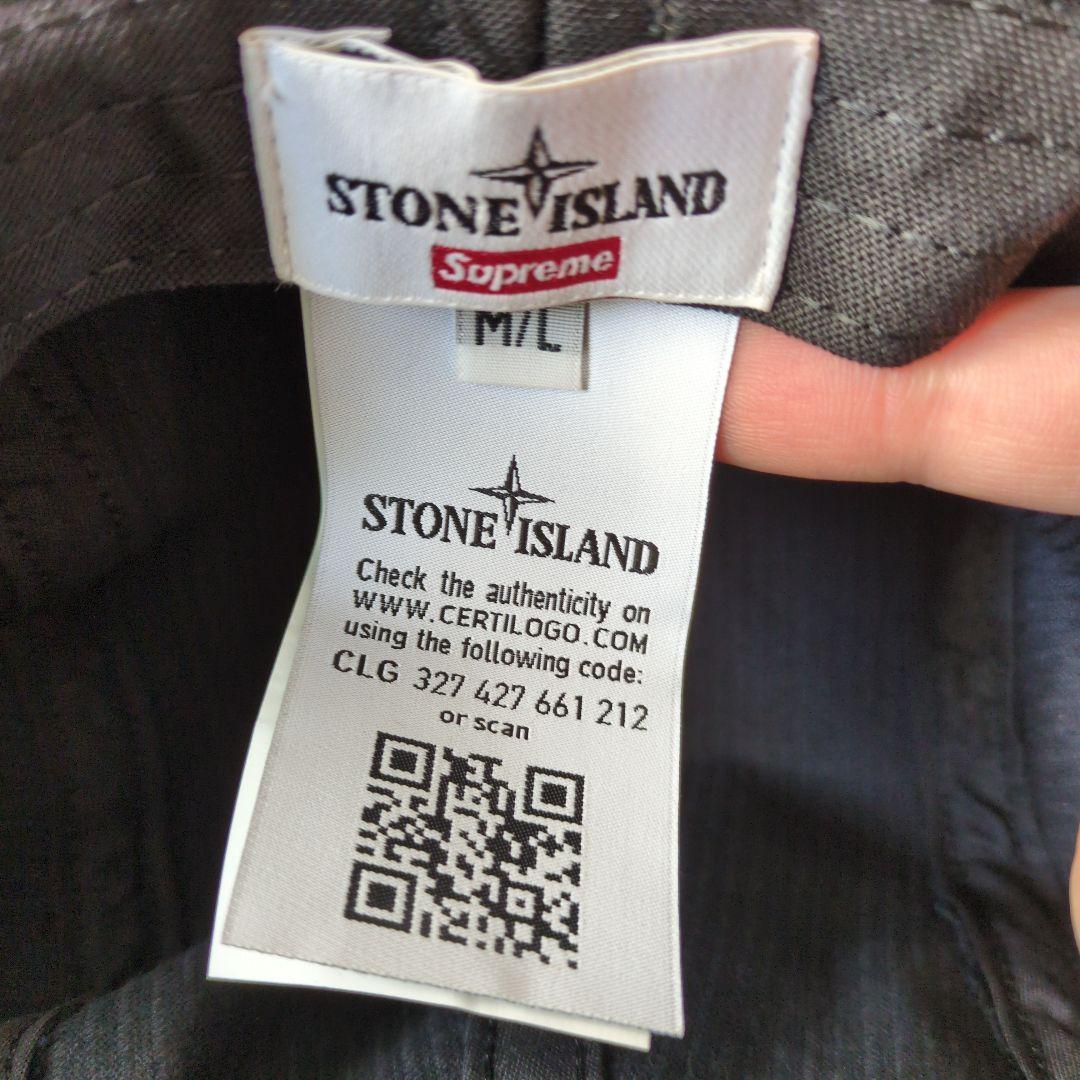 STONE ISLAND
Supreme
M/L
STONE ISLAND
Check the authenticity on
WWW.CERTILOGO.COM
using the following code:
CLG 327 427 661 212
or scan